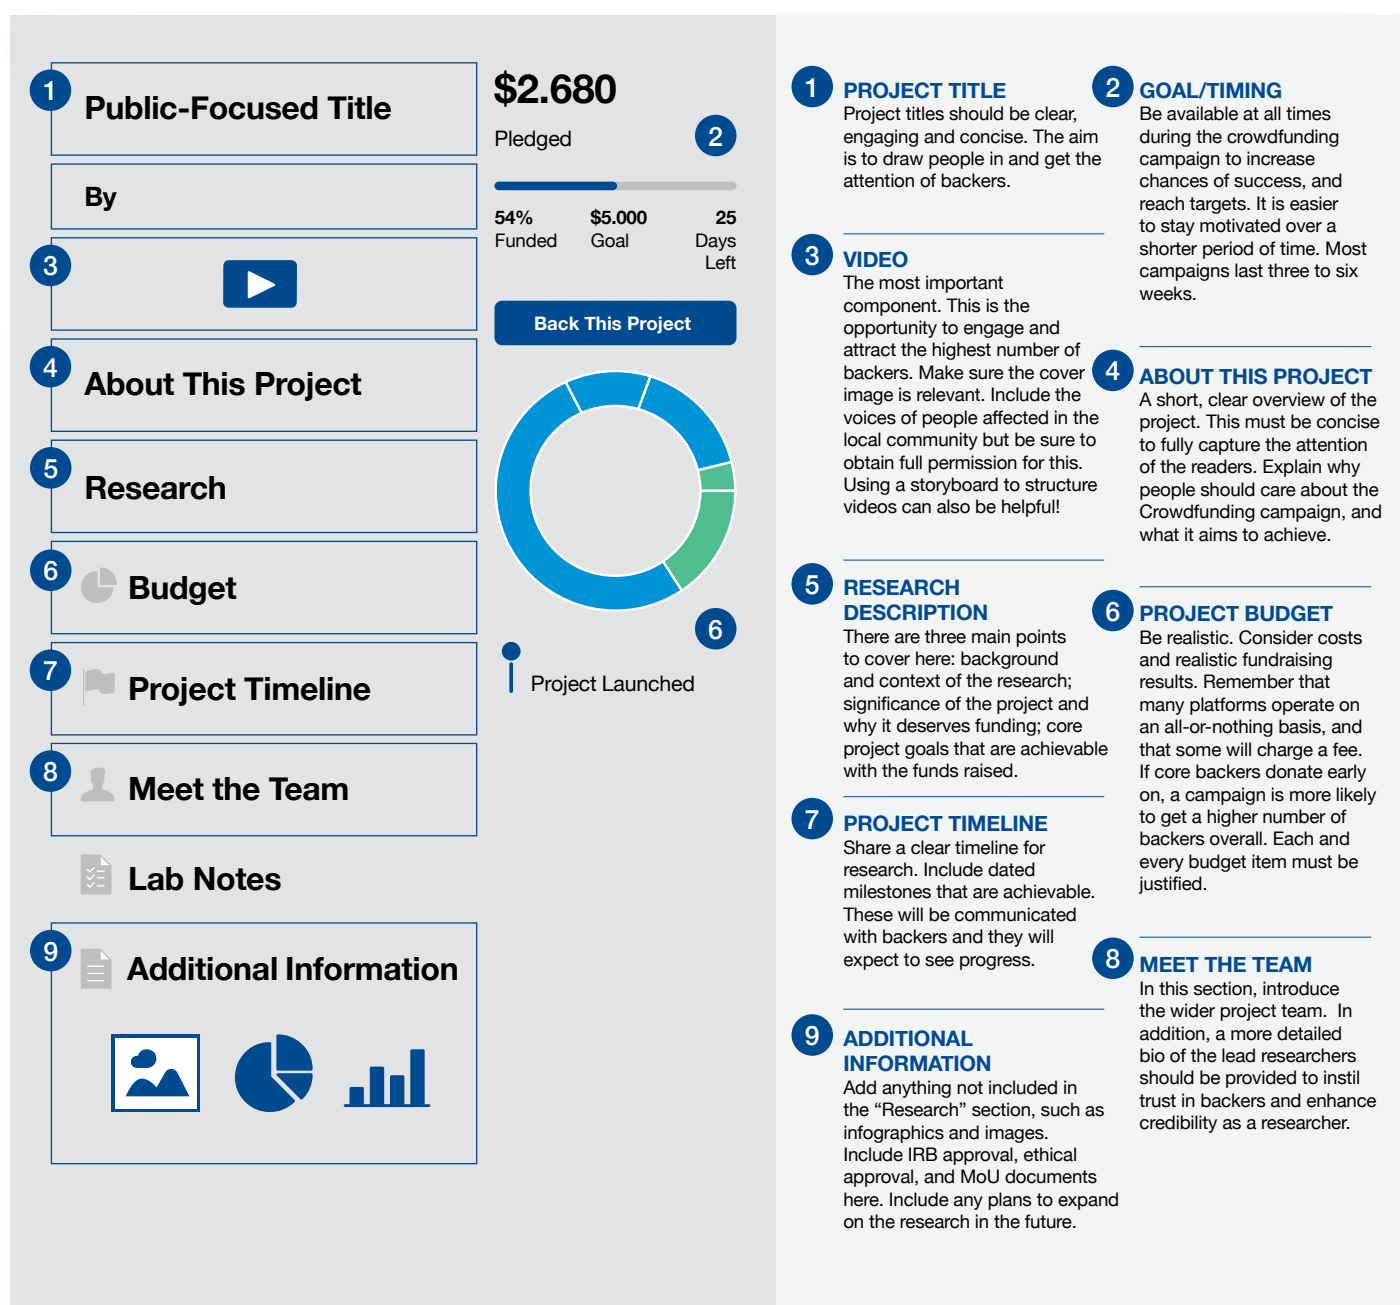 1
Public-Focused Title
By
3
4
About This Project
5
Research
6
Budget
7
Project Timeline
8
Meet the Team
Lab Notes
9
Additional Information
$2.680
Pledged
2
54%
Funded
$5.000
Goal
25
Days
Left
Back This Project
6
Project Launched
1
PROJECT TITLE
Project titles should be clear,
engaging and concise. The aim
is to draw people in and get the
attention of backers.
2
GOAL/TIMING
Be available at all times
during the crowdfunding
campaign to increase
chances of success, and
reach targets. It is easier
to stay motivated over a
shorter period of time. Most
campaigns last three to six
weeks.
3
VIDEO
The most important
component. This is the
opportunity to engage and
attract the highest number of
backers. Make sure the cover
image is relevant. Include the
voices of people affected in the
local community but be sure to
obtain full permission for this.
Using a storyboard to structure
videos can also be helpful!
4
ABOUT THIS PROJECT
A short, clear overview of the
project. This must be concise
to fully capture the attention
of the readers. Explain why
people should care about the
Crowdfunding campaign, and
what it aims to achieve.
5
RESEARCH
DESCRIPTION
There are three main points
to cover here: background
and context of the research;
significance of the project and
why it deserves funding; core
project goals that are achievable
with the funds raised.
6
PROJECT BUDGET
Be realistic. Consider costs
and realistic fundraising
results. Remember that
many platforms operate on
an all-or-nothing basis, and
that some will charge a fee.
If core backers donate early
on, a campaign is more likely
to get a higher number of
backers overall. Each and
every budget item must be
justified.
7
PROJECT TIMELINE
Share a clear timeline for
research. Include dated
milestones that are achievable.
These will be communicated
with backers and they will
expect to see progress.
8
MEET THE TEAM
In this section, introduce
the wider project team.  In
addition, a more detailed
bio of the lead researchers
should be provided to instil
trust in backers and enhance
credibility as a researcher.
9
ADDITIONAL
INFORMATION
Add anything not included in
the “Research” section, such as
infographics and images.
Include IRB approval, ethical
approval, and MoU documents
here. Include any plans to expand
on the research in the future.